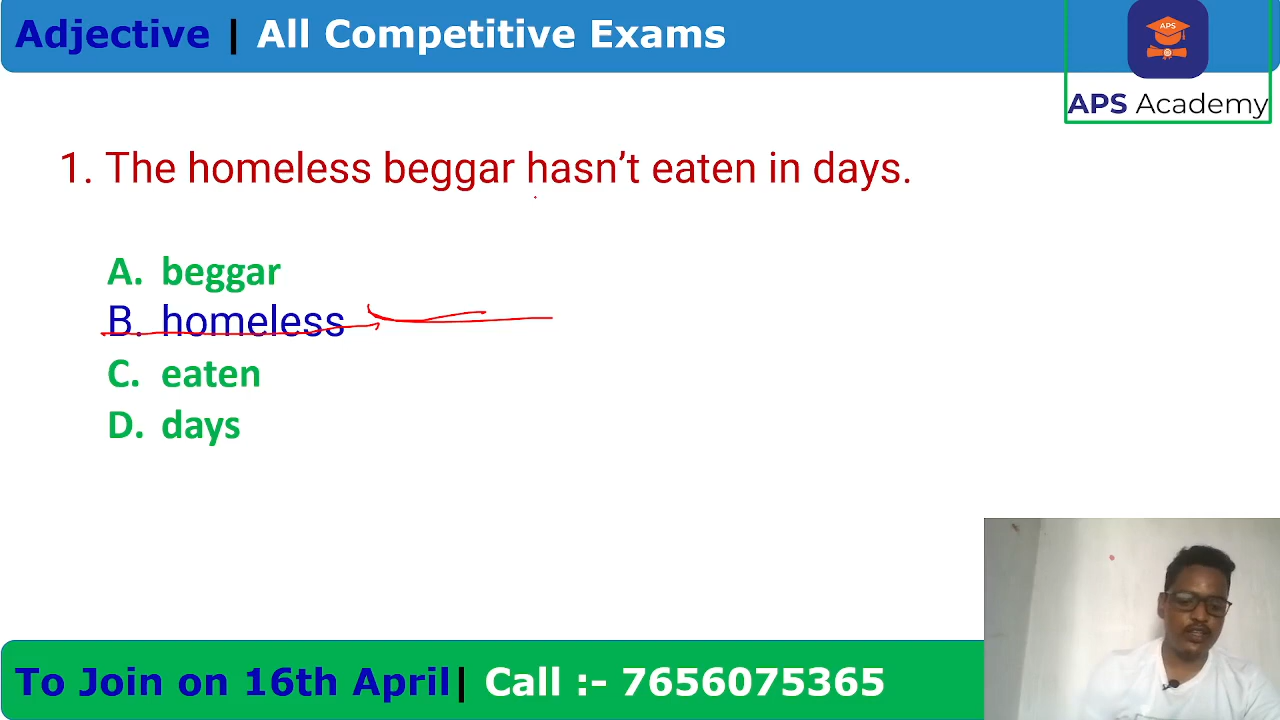 Adjective | All Competitive Exams
APS
APS Academy
1. The homeless beggar hasn’t eaten in days.
A. beggar
B. homeless
C. eaten
D. days
To Join on 16th April| Call :- 7656075365